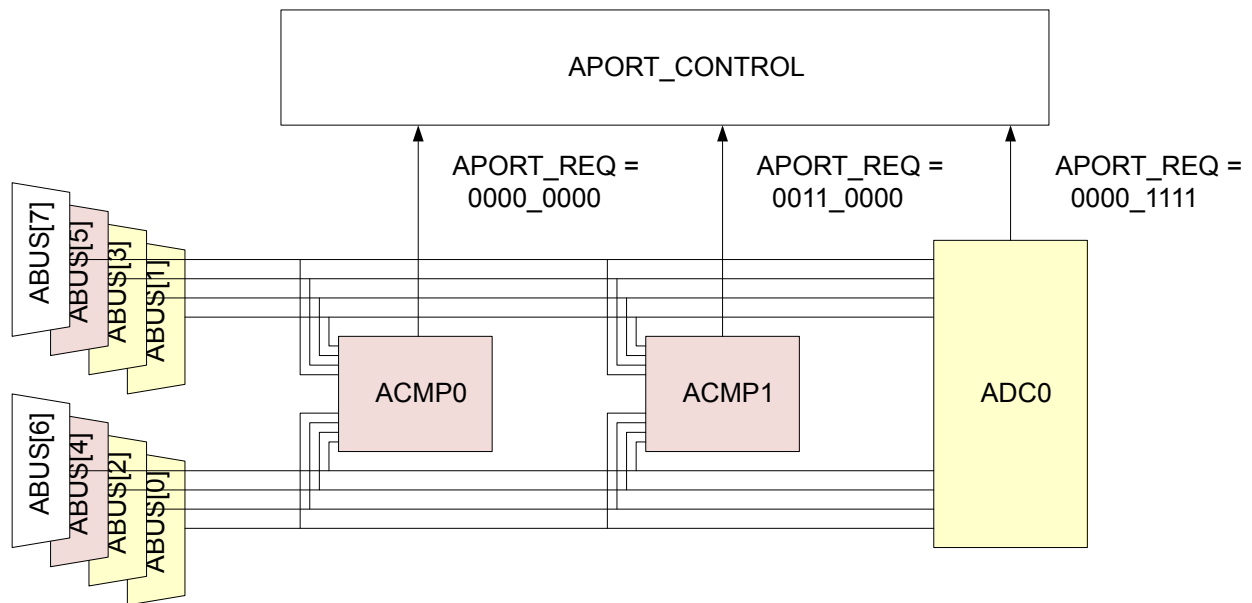 APORT_CONTROL
APORT_REQ =
0000_0000
APORT_REQ =
0011_0000
APORT_REQ =
0000_1111
ABUS[7]
ABUS[5]
ABUS[3]
ABUS[1]
ACMP0
ACMP1
ADC0
ABUS[6]
ABUS[4]
ABUS[2]
ABUS[0]